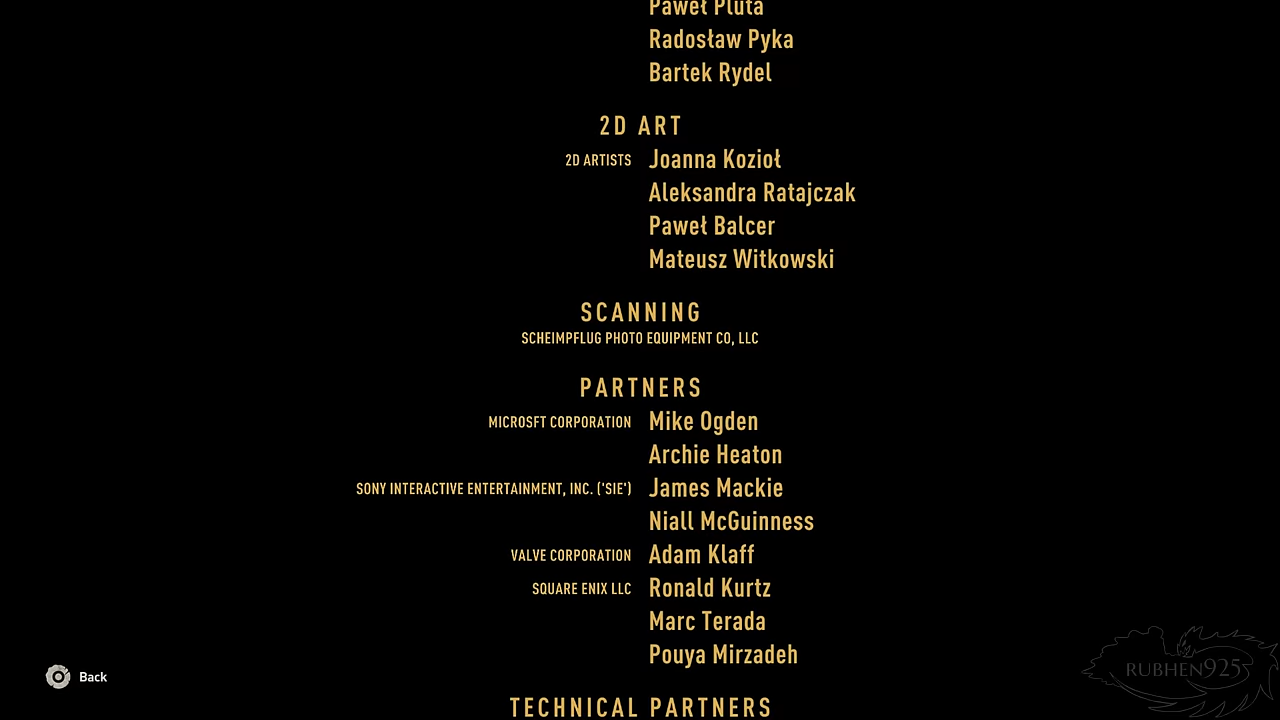 Paweł Pluta
Radosław Pyka
Bartek Rydel
2D ART
2D ARTISTS Joanna Kozioł
Aleksandra Ratajczak
Paweł Balcer
Mateusz Witkowski
SCANNING
SCHEIMPFLUG PHOTO EQUIPMENT CO, LLC
PARTNERS
MICROSFT CORPORATION Mike Ogden
Archie Heaton
SONY INTERACTIVE ENTERTAINMENT, INC. ('SIE') James Mackie
Niall McGuinness
VALVE CORPORATION Adam Klaff
SQUARE ENIX LLC Ronald Kurtz
Marc Terada
Pouya Mirzadeh
RUBHEN925
Back
TECHNICAL PARTNERS